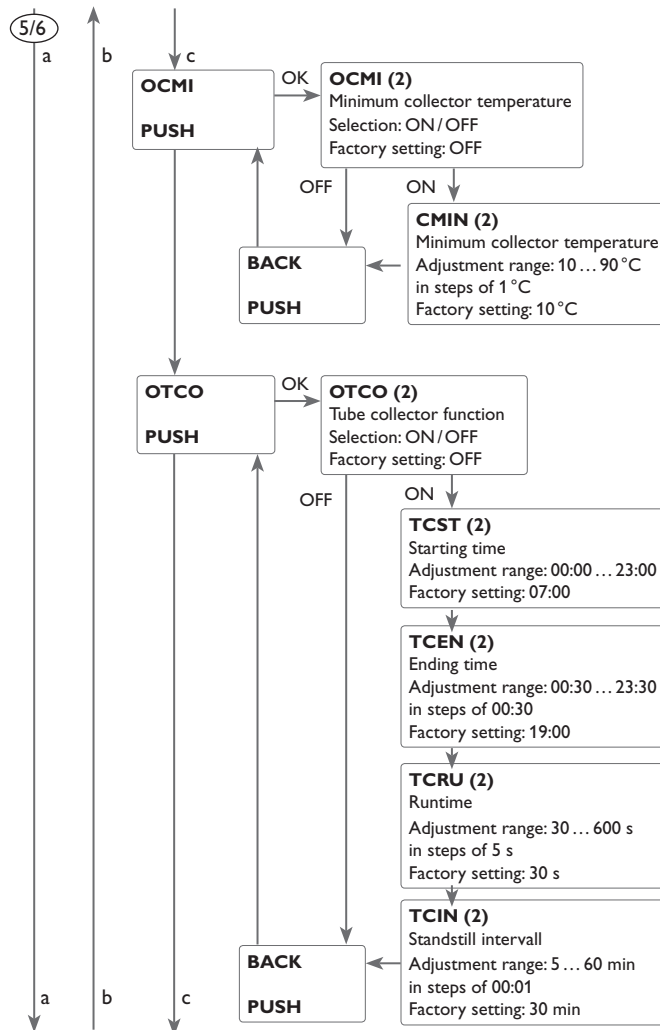 5/6
a
b
c
OCMI
PUSH
OK
OCMI (2)
Minimum collector temperature
Selection: ON / OFF
Factory setting: OFF
OFF
ON
CMIN (2)
Minimum collector temperature
Adjustment range: 10 … 90 °C
in steps of 1 °C
Factory setting: 10 °C
BACK
PUSH
OTCO
PUSH
OK
OTCO (2)
Tube collector function
Selection: ON / OFF
Factory setting: OFF
OFF
ON
TCST (2)
Starting time
Adjustment range: 00:00 … 23:00
Factory setting: 07:00
TCEN (2)
Ending time
Adjustment range: 00:30 … 23:30
in steps of 00:30
Factory setting: 19:00
TCRU (2)
Runtime
Adjustment range: 30 … 600 s
in steps of 5 s
Factory setting: 30 s
TCIN (2)
Standstill intervall
Adjustment range: 5 … 60 min
in steps of 00:01
Factory setting: 30 min
BACK
PUSH
a
b
c